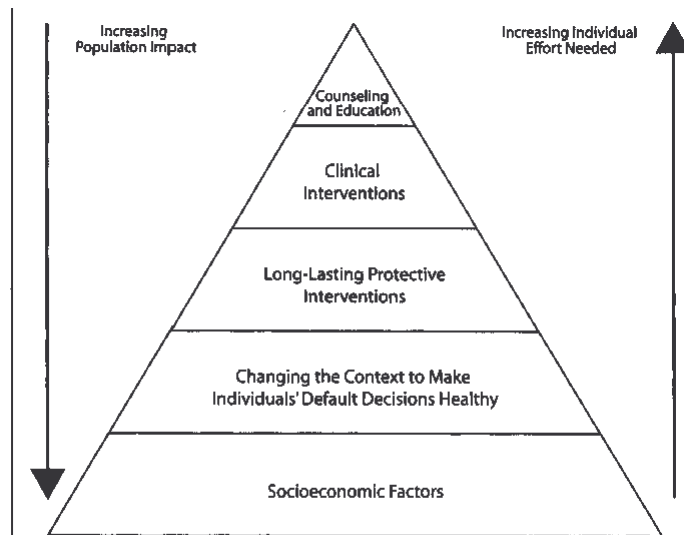 Increasing
Population Impact
Increasing Individual
Effort Needed
Counseling
and Education
Clinical
Interventions
Long-Lasting Protective
Interventions
Changing the Context to Make
Individuals' Default Decisions Healthy
Socioeconomic Factors